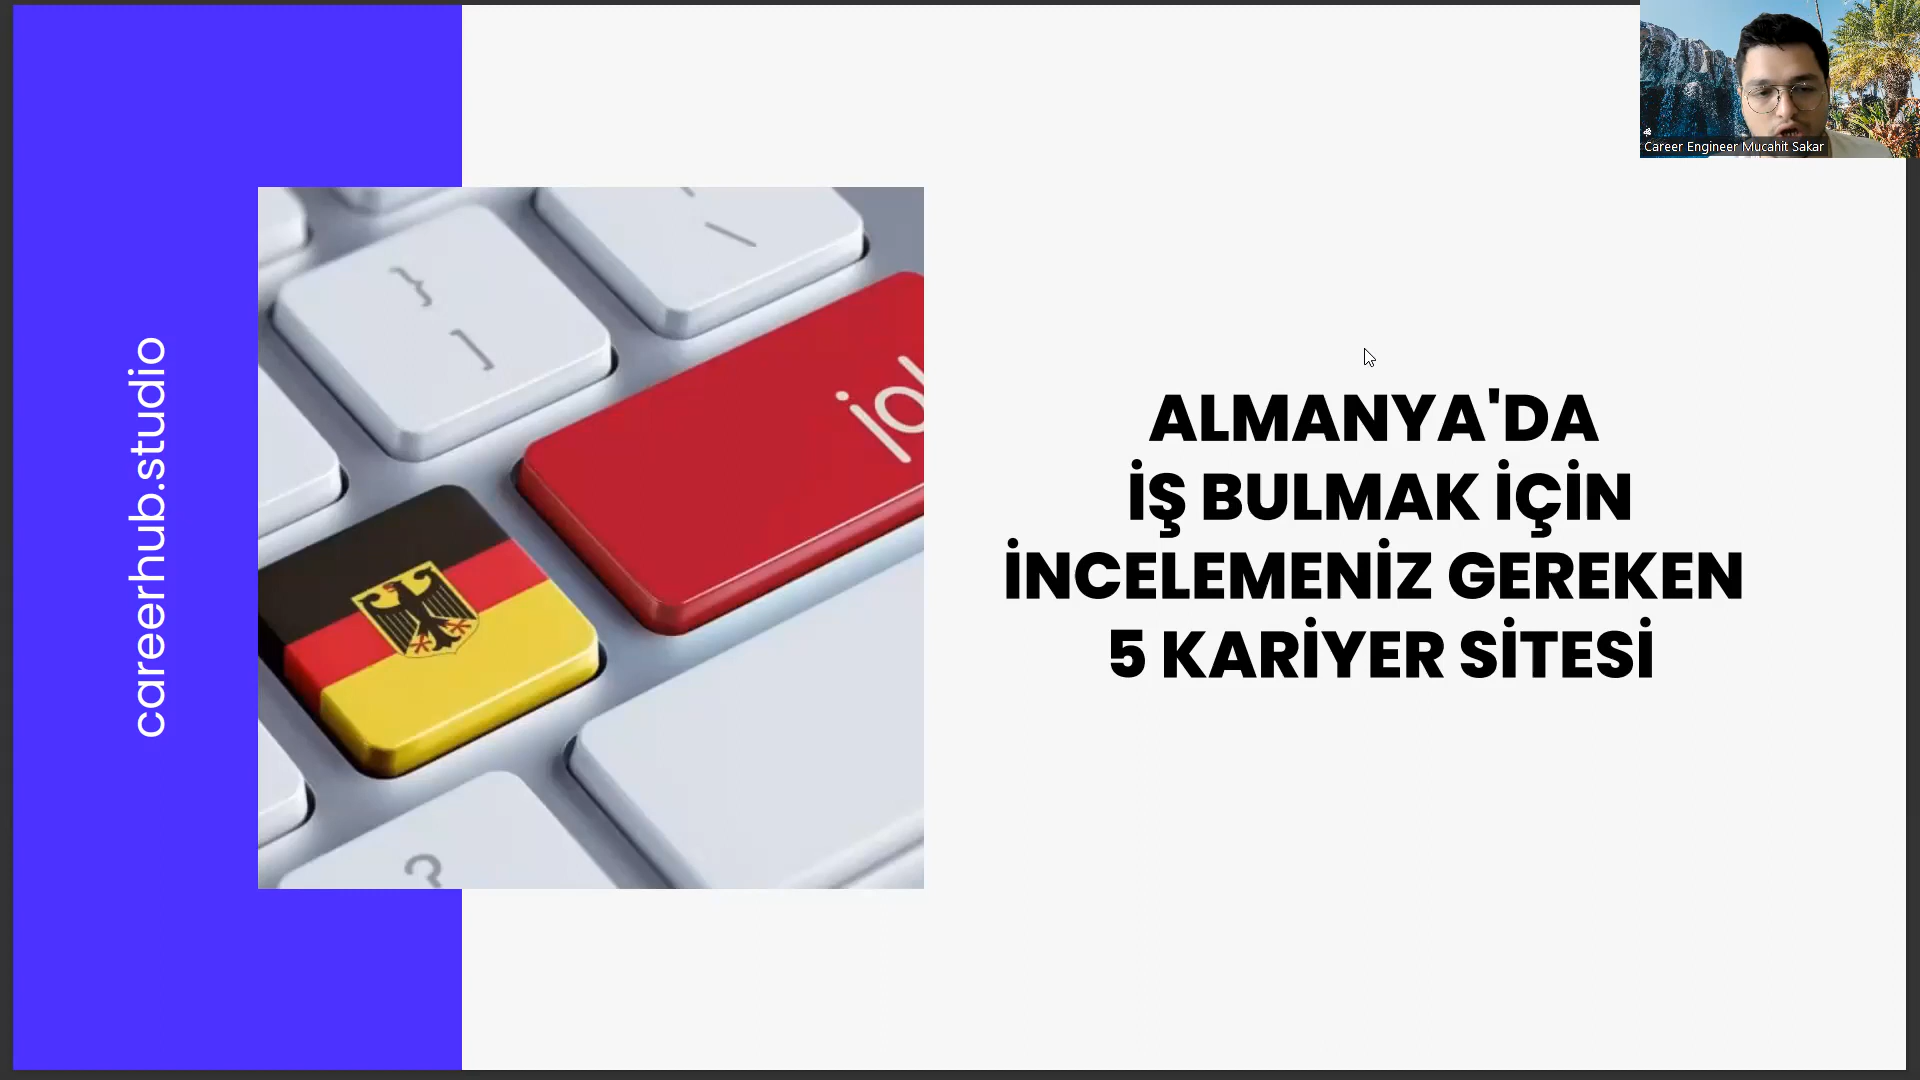 careerhub.studio
ALMANYA'DA
İŞ BULMAK İÇİN
İNCELEMENİZ GEREKEN
5 KARİYER SİTESİ
Career Engineer Mucahit Sakar